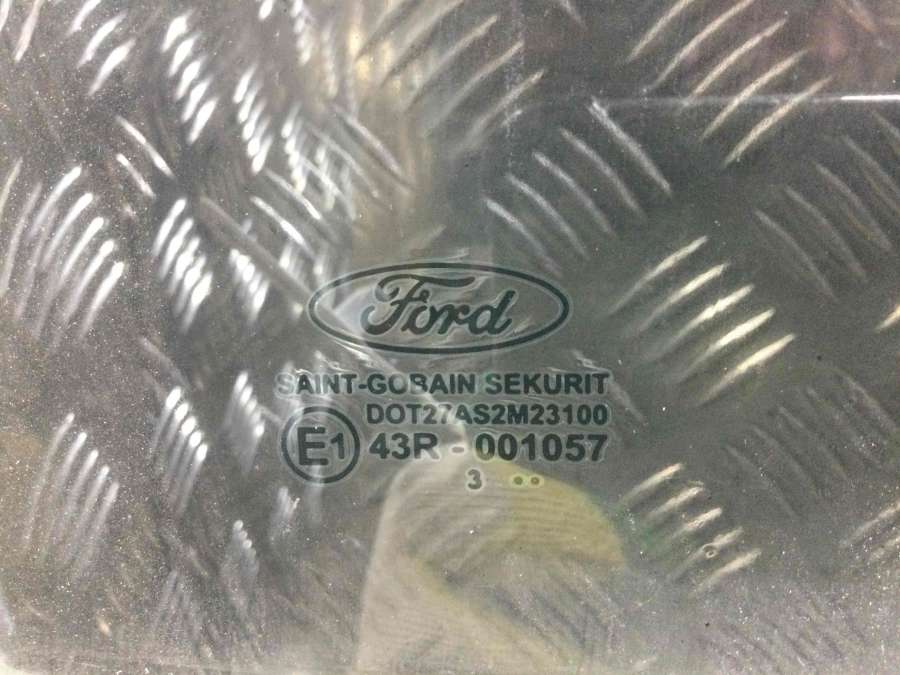 Ford
SAINT-GOBAIN SEKURIT
DOT27AS2M23100
E1 43R - 001057
3 ••